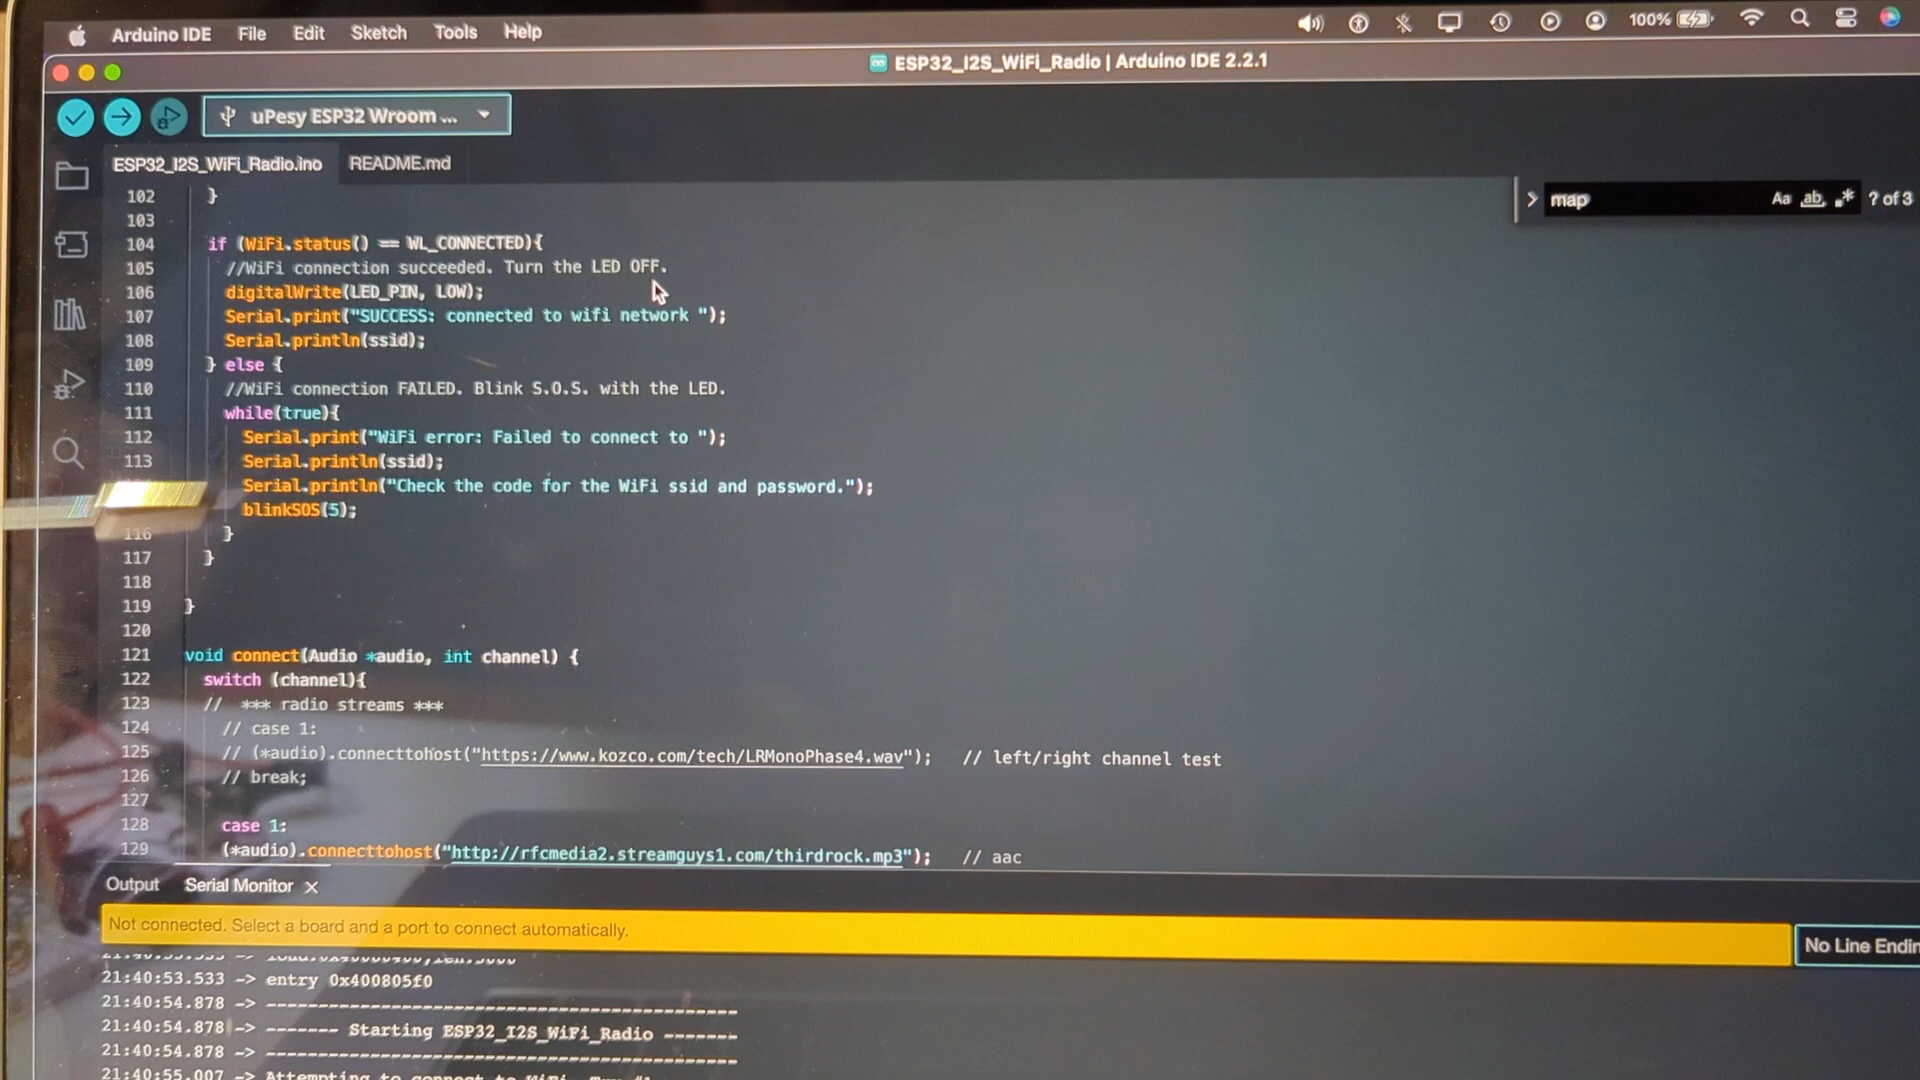 Arduino IDE File Edit Sketch Tools Help 100%
ESP32_I2S_WiFi_Radio | Arduino IDE 2.2.1
uPesy ESP32 Wroom ...
ESP32_I2S_WiFi_Radio.ino README.md
map Aa ab .* ? of 3
102 }
103
104 if (WiFi.status() == WL_CONNECTED){
105 //WiFi connection succeeded. Turn the LED OFF.
106 digitalWrite(LED_PIN, LOW);
107 Serial.print("SUCCESS: connected to wifi network ");
108 Serial.println(ssid);
109 } else {
110 //WiFi connection FAILED. Blink S.O.S. with the LED.
111 while(true){
112 Serial.print("WiFi error: Failed to connect to ");
113 Serial.println(ssid);
Serial.println("Check the code for the WiFi ssid and password.");
blinkSOS(5);
116 }
117 }
118
119 }
120
121 void connect(Audio *audio, int channel) {
122 switch (channel){
123 // *** radio streams ***
124 // case 1:
125 // (*audio).connecttohost("https://www.kozco.com/tech/LRMonoPhase4.wav"); // left/right channel test
126 // break;
127
128 case 1:
129 (*audio).connecttohost("http://rfcmedia2.streamguys1.com/thirdrock.mp3"); // aac
Output Serial Monitor
Not connected. Select a board and a port to connect automatically.
No Line Endin
21:40:53.533 -> entry 0x400805f0
21:40:54.878 -> ---------------------------------------
21:40:54.878 -> ------- Starting ESP32_I2S_WiFi_Radio -------
21:40:54.878 -> ---------------------------------------
21:40:55.007 -> Attempting to connect to WiFi